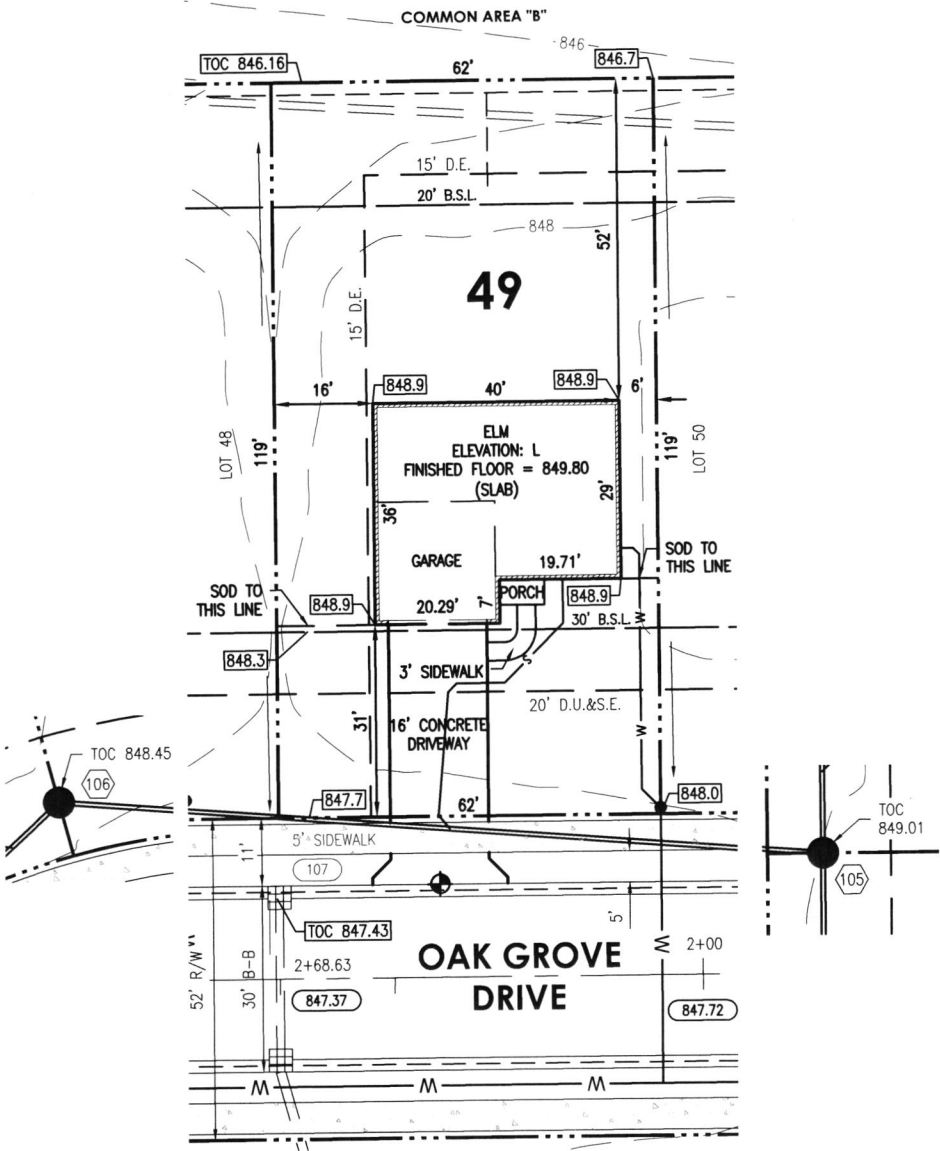 COMMON AREA "B"
846
TOC 846.16
62'
846.7
15' D.E.
20' B.S.L.
848
52'
49
15' D.E.
16'
848.9
40'
848.9
6'
LOT 48
119'
ELM
ELEVATION: L
FINISHED FLOOR = 849.80
(SLAB)
36'
29'
119'
LOT 50
GARAGE
19.71'
SOD TO
THIS LINE
SOD TO
THIS LINE
848.9
20.29'
7'
PORCH
848.9
30' B.S.L.
W
848.3
3' SIDEWALK
S
20' D.U.&S.E.
31'
16' CONCRETE
DRIVEWAY
W
TOC 848.45
106
847.7
62'
848.0
TOC
849.01
105
11'
5' SIDEWALK
107
5'
TOC 847.43
52' R/W
30' B-B
2+68.63
847.37
OAK GROVE
DRIVE
W
2+00
847.72
W
W
W